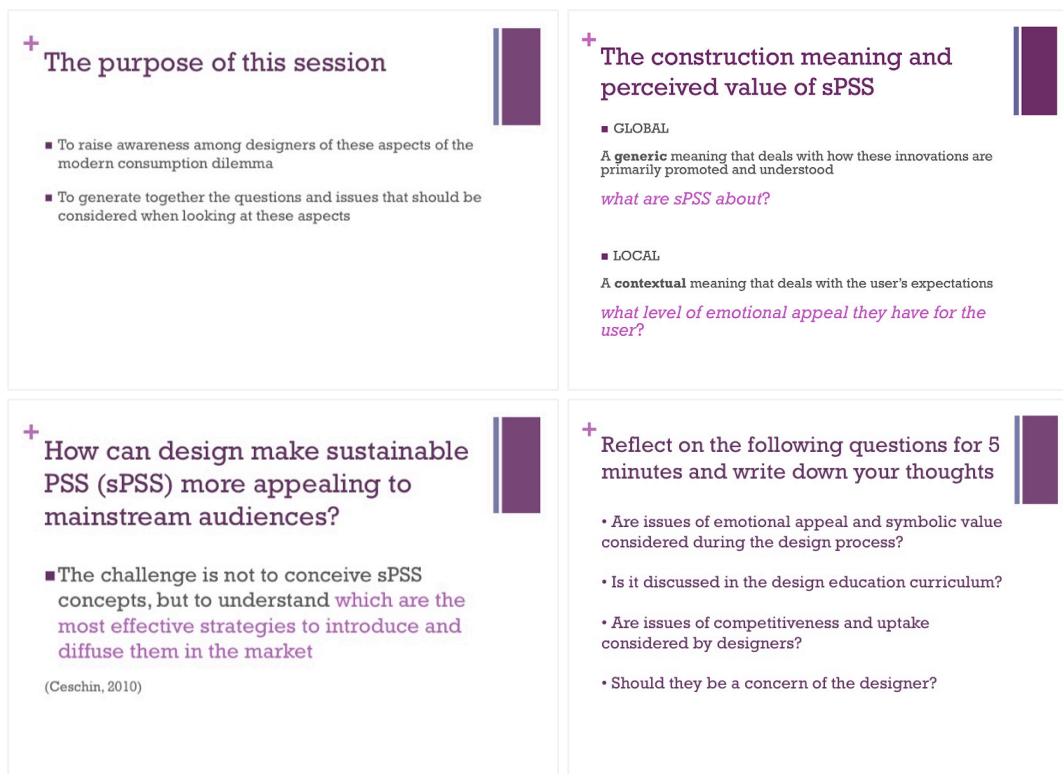 +
The purpose of this session
▪ To raise awareness among designers of these aspects of the
modern consumption dilemma
▪ To generate together the questions and issues that should be
considered when looking at these aspects
+
The construction meaning and
perceived value of sPSS
▪ GLOBAL
A generic meaning that deals with how these innovations are
primarily promoted and understood
what are sPSS about?
▪ LOCAL
A contextual meaning that deals with the user's expectations
what level of emotional appeal they have for the
user?
+
How can design make sustainable
PSS (sPSS) more appealing to
mainstream audiences?
▪ The challenge is not to conceive sPSS
concepts, but to understand which are the
most effective strategies to introduce and
diffuse them in the market
(Ceschin, 2010)
+
Reflect on the following questions for 5
minutes and write down your thoughts
• Are issues of emotional appeal and symbolic value
considered during the design process?
• Is it discussed in the design education curriculum?
• Are issues of competitiveness and uptake
considered by designers?
• Should they be a concern of the designer?